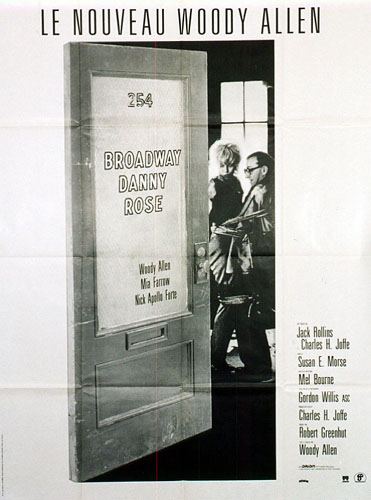 LE NOUVEAU WOODY ALLEN
254
BROADWAY
DANNY
ROSE
Woody Allen
Mia Farrow
Nick Apollo Forte
Jack Rollins
Charles H. Joffe
Susan E. Morse
Mel Bourne
Gordon Willis ASC
Charles H. Joffe
Robert Greenhut
Woody Allen
ORION